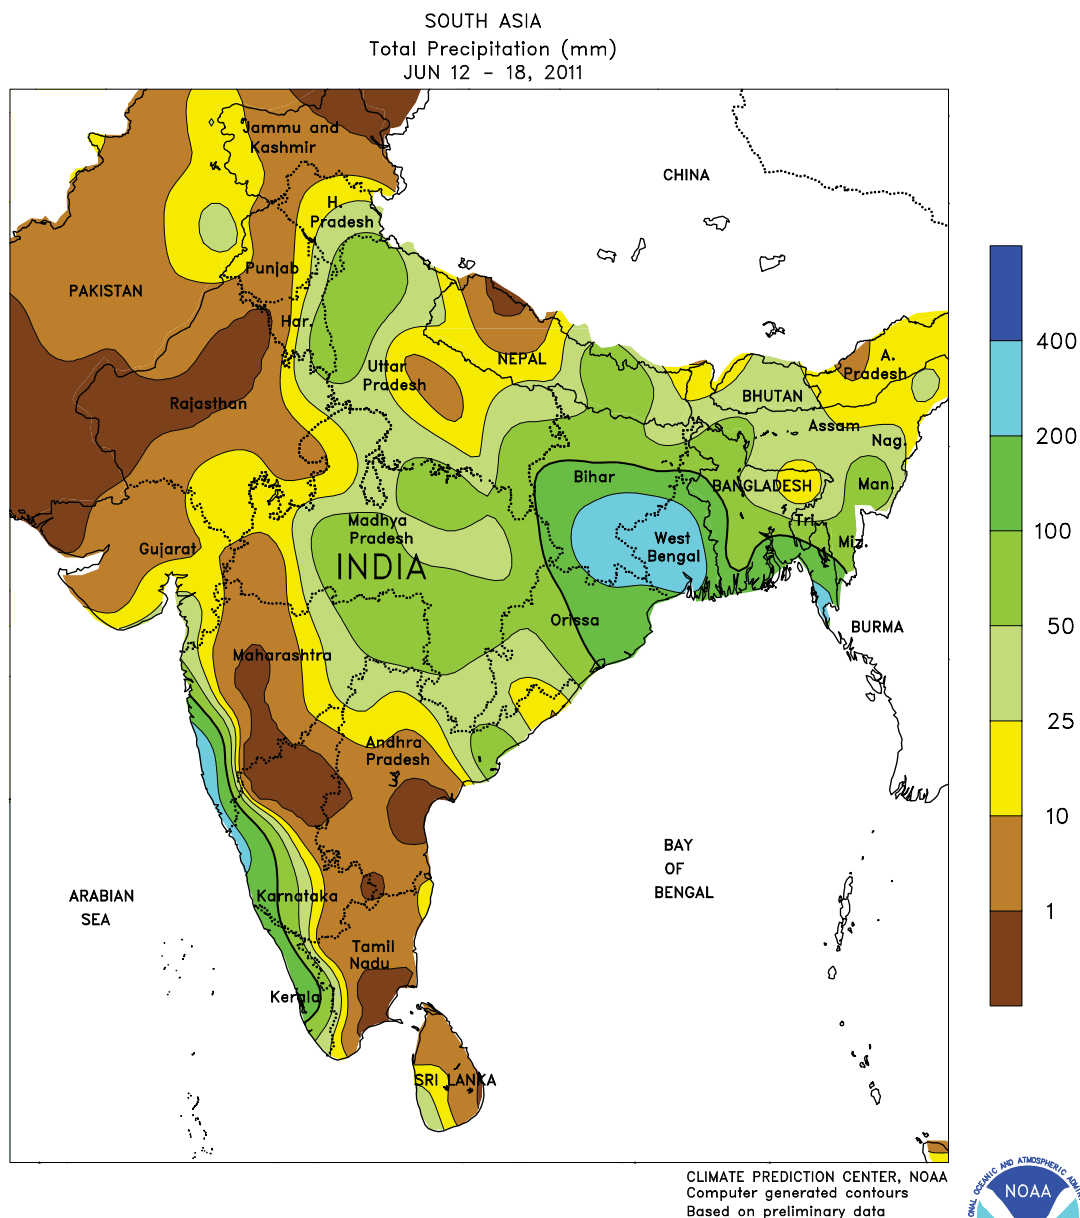 SOUTH ASIA
Total Precipitation (mm)
JUN 12 - 18, 2011
Jammu and
Kashmir
CHINA
H.
Pradesh
Punjab
PAKISTAN
Har.
NEPAL
A.
Pradesh
Uttar
Pradesh
BHUTAN
Rajasthan
Assam
Nag.
Bihar
BANGLADESH
Man.
Madhya
Pradesh
Tri.
West
Bengal
Miz.
Gujarat
INDIA
Orissa
BURMA
Maharashtra
Andhra
Pradesh
BAY
OF
BENGAL
ARABIAN
SEA
Karnataka
Tamil
Nadu
Kerala
SRI LANKA
400
200
100
50
25
10
1
CLIMATE PREDICTION CENTER, NOAA
Computer generated contours
Based on preliminary data
OCEANIC AND ATMOSPHERIC
NOAA